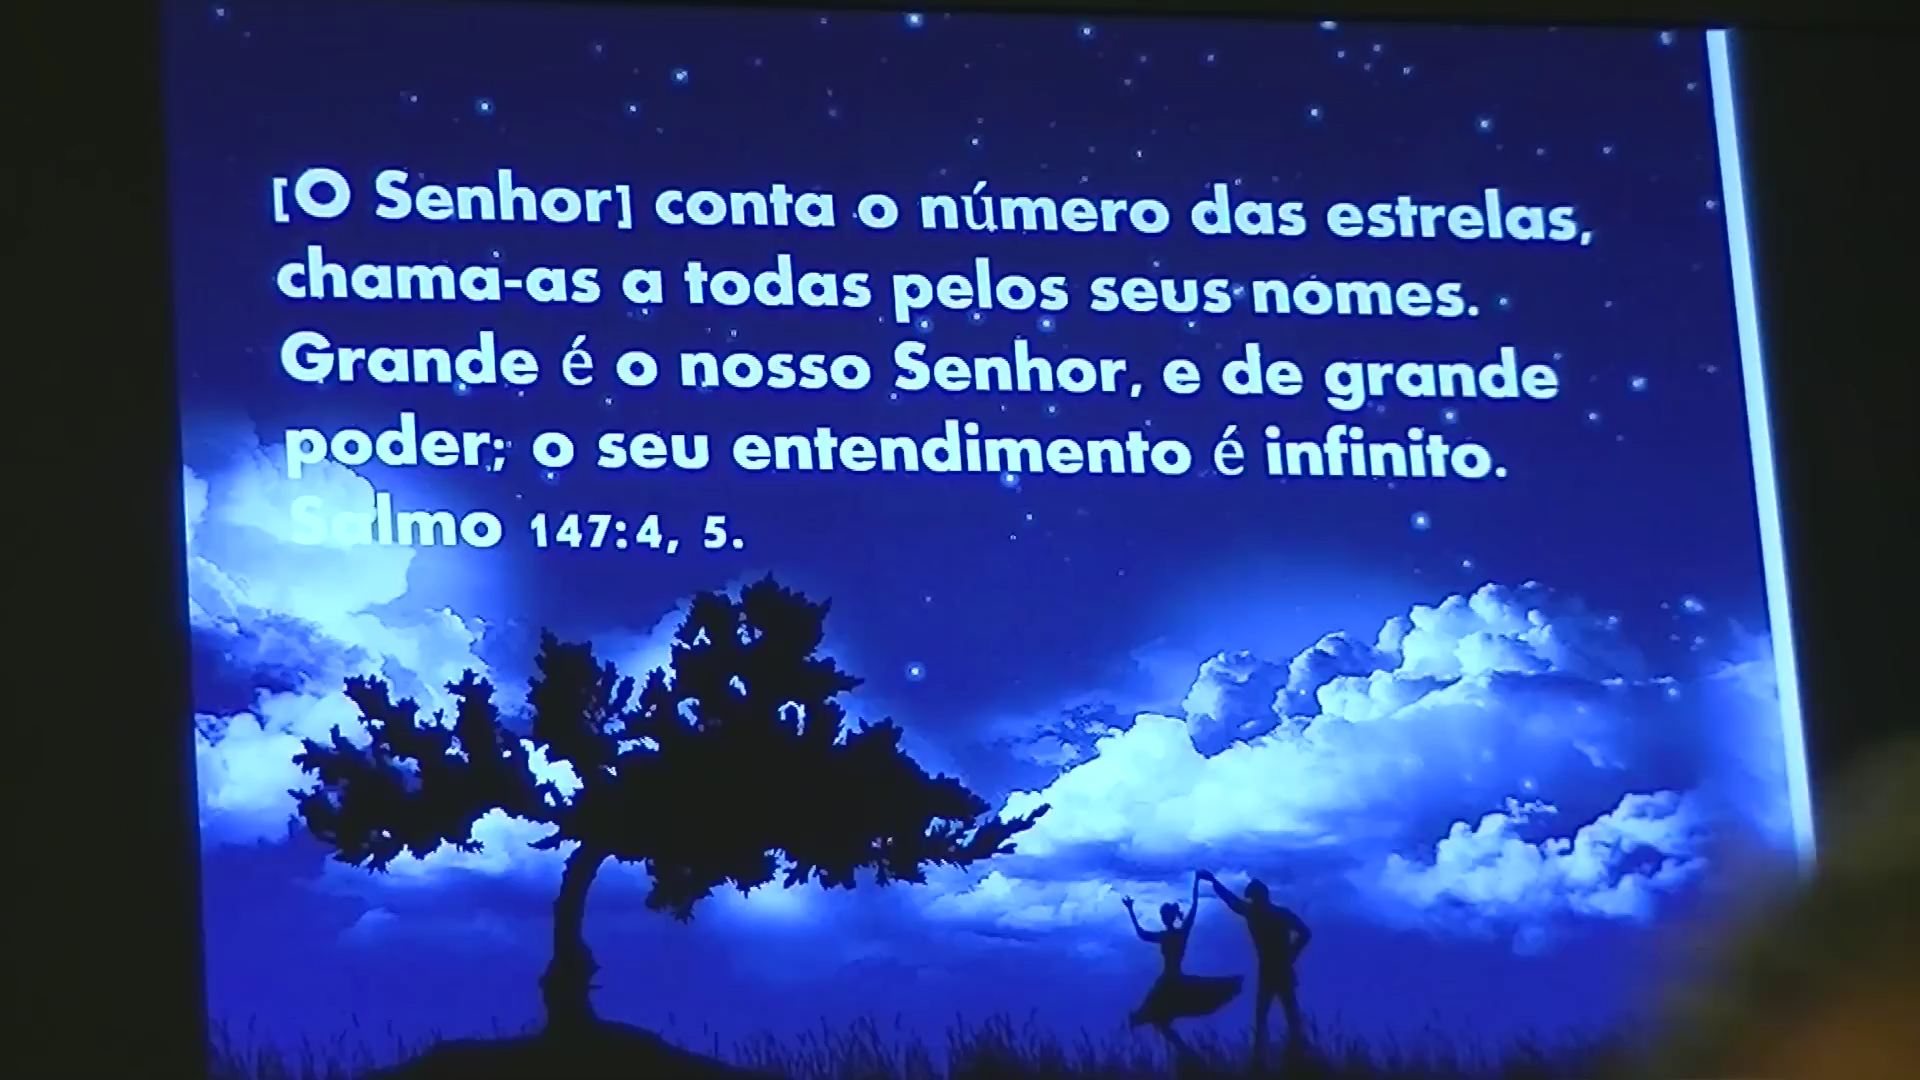 [O Senhor] conta o número das estrelas,
chama-as a todas pelos seus nomes.
Grande é o nosso Senhor, e de grande
poder; o seu entendimento é infinito.
Salmo 147:4, 5.